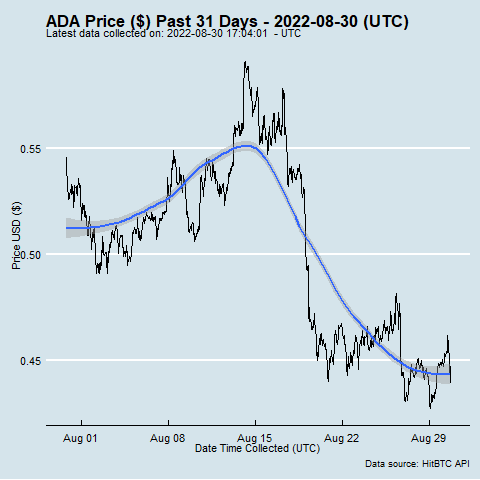 ADA Price ($) Past 31 Days - 2022-08-30 (UTC)
Latest data collected on: 2022-08-30 17:04:01 - UTC
0.55
0.50
0.45
Price USD ($)
Aug 01 Aug 08 Aug 15 Aug 22 Aug 29
Date Time Collected (UTC)
Data source: HitBTC API